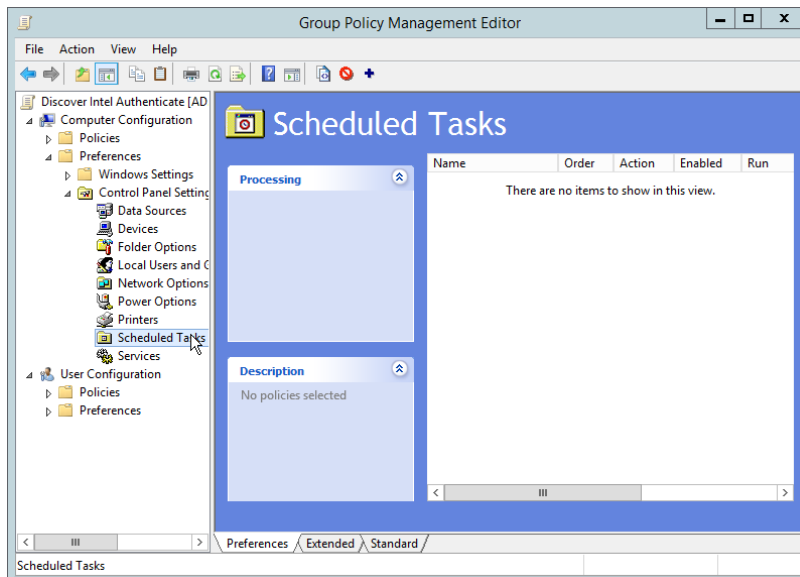 Group Policy Management Editor
File Action View Help
Discover Intel Authenticate [AD
Computer Configuration
Policies
Preferences
Windows Settings
Control Panel Setting
Data Sources
Devices
Folder Options
Local Users and G
Network Options
Power Options
Printers
Scheduled Tasks
Services
User Configuration
Policies
Preferences
Scheduled Tasks
Processing
Description
No policies selected
Name Order Action Enabled Run
There are no items to show in this view.
Preferences Extended Standard
Scheduled Tasks